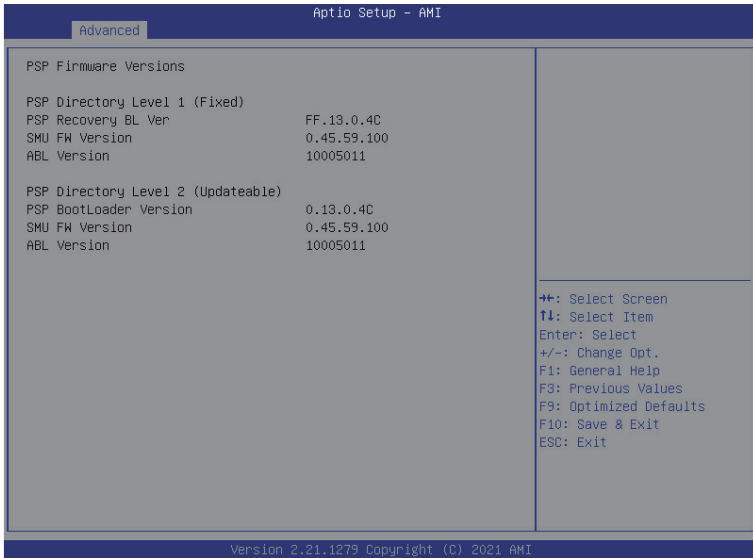 Aptio Setup - AMI
Advanced
PSP Firmware Versions
PSP Directory Level 1 (Fixed)
PSP Recovery BL Ver FF.13.0.4C
SMU FW Version 0.45.59.100
ABL Version 10005011
PSP Directory Level 2 (Updateable)
PSP BootLoader Version 0.13.0.4C
SMU FW Version 0.45.59.100
ABL Version 10005011
→←: Select Screen
↑↓: Select Item
Enter: Select
+/-: Change Opt.
F1: General Help
F3: Previous Values
F9: Optimized Defaults
F10: Save & Exit
ESC: Exit
Version 2.21.1279 Copyright (C) 2021 AMI